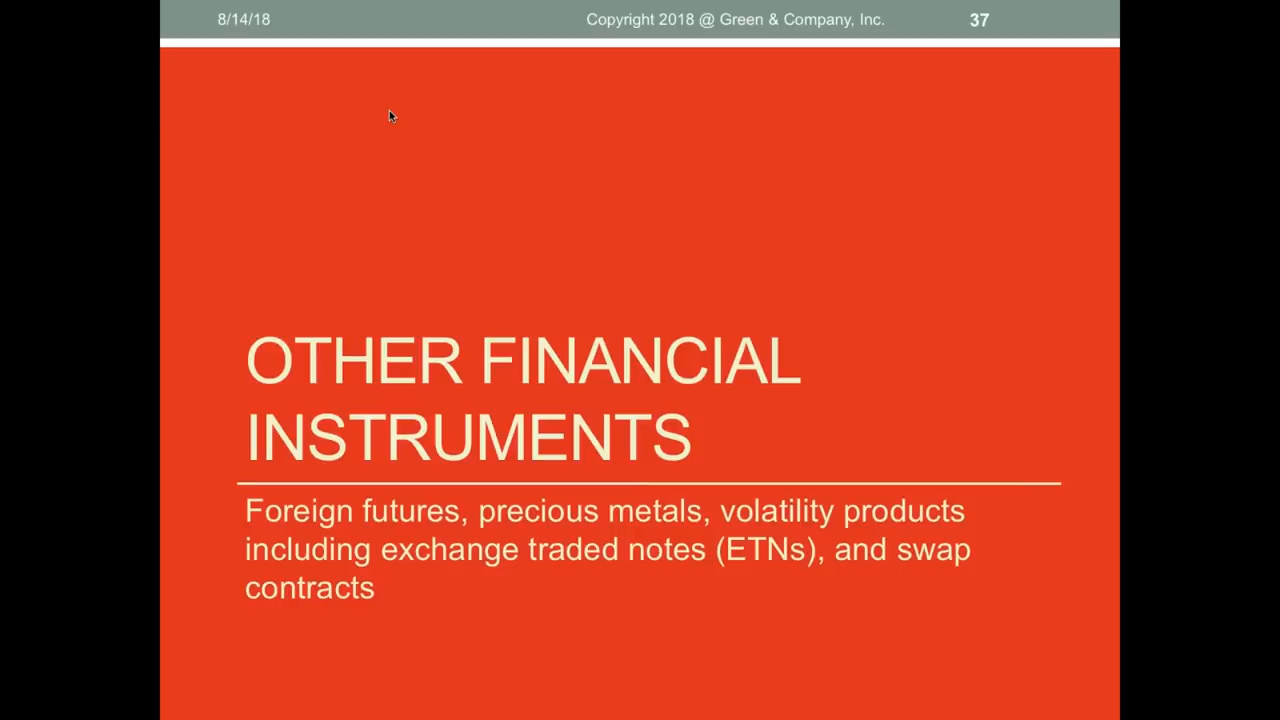 8/14/18 Copyright 2018 @ Green & Company, Inc. 37
OTHER FINANCIAL
INSTRUMENTS
Foreign futures, precious metals, volatility products
including exchange traded notes (ETNs), and swap
contracts